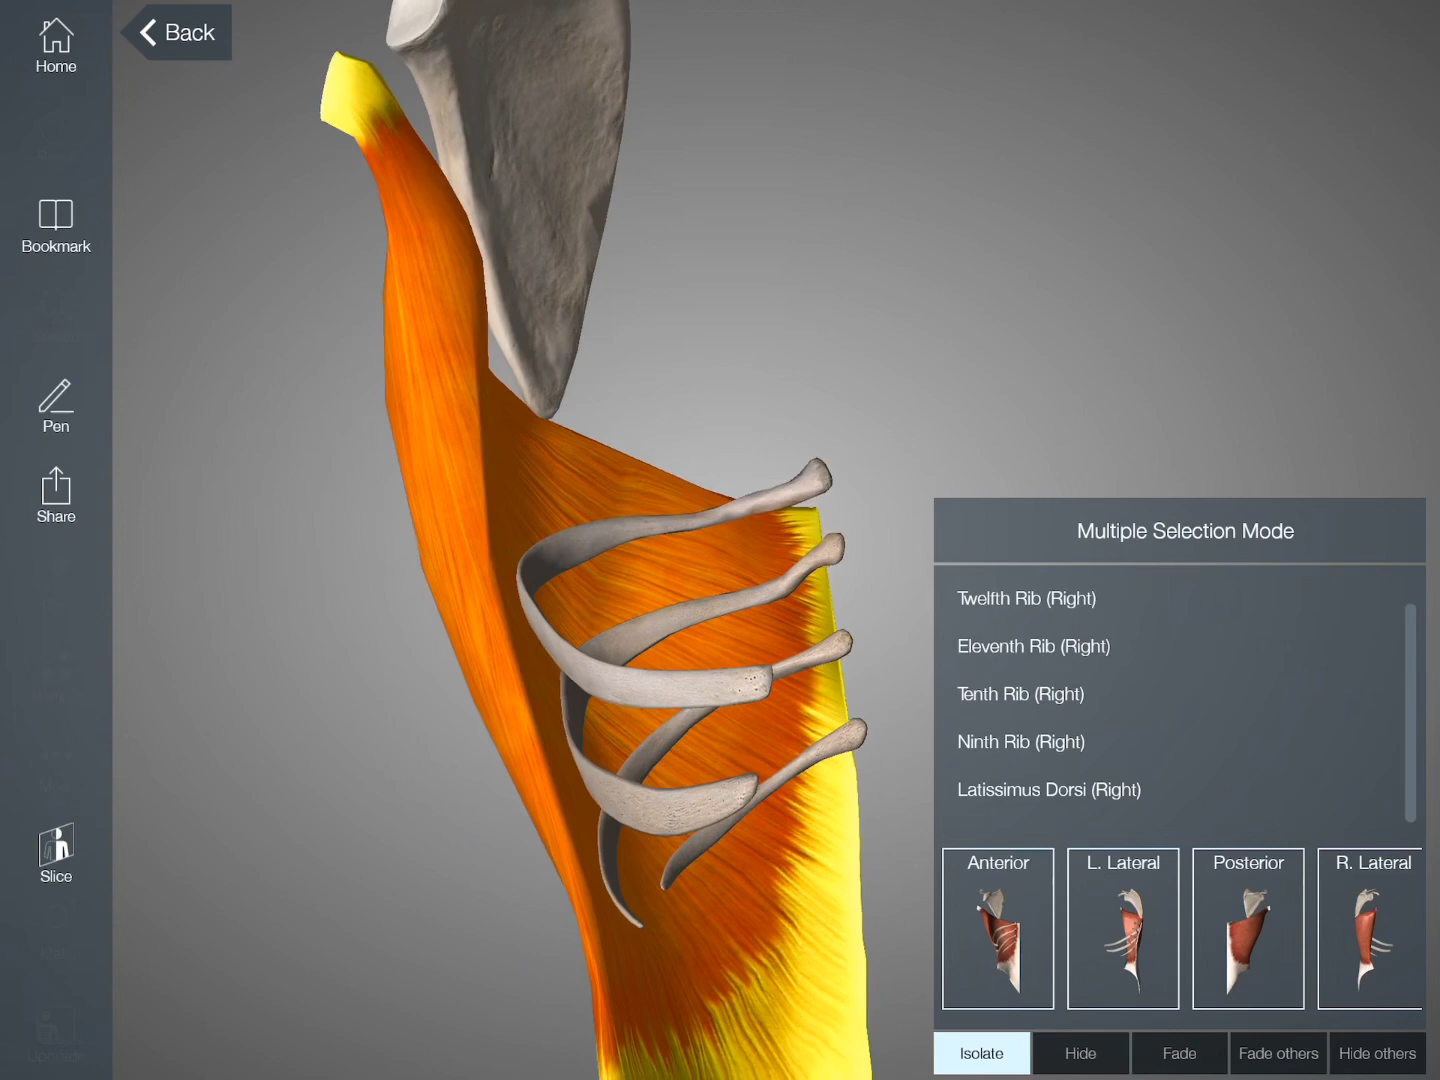 Back
Home
Bookmark
Pen
Share
Slice
Multiple Selection Mode
Twelfth Rib (Right)
Eleventh Rib (Right)
Tenth Rib (Right)
Ninth Rib (Right)
Latissimus Dorsi (Right)
Anterior
L. Lateral
Posterior
R. Lateral
Isolate
Hide
Fade
Fade others
Hide others